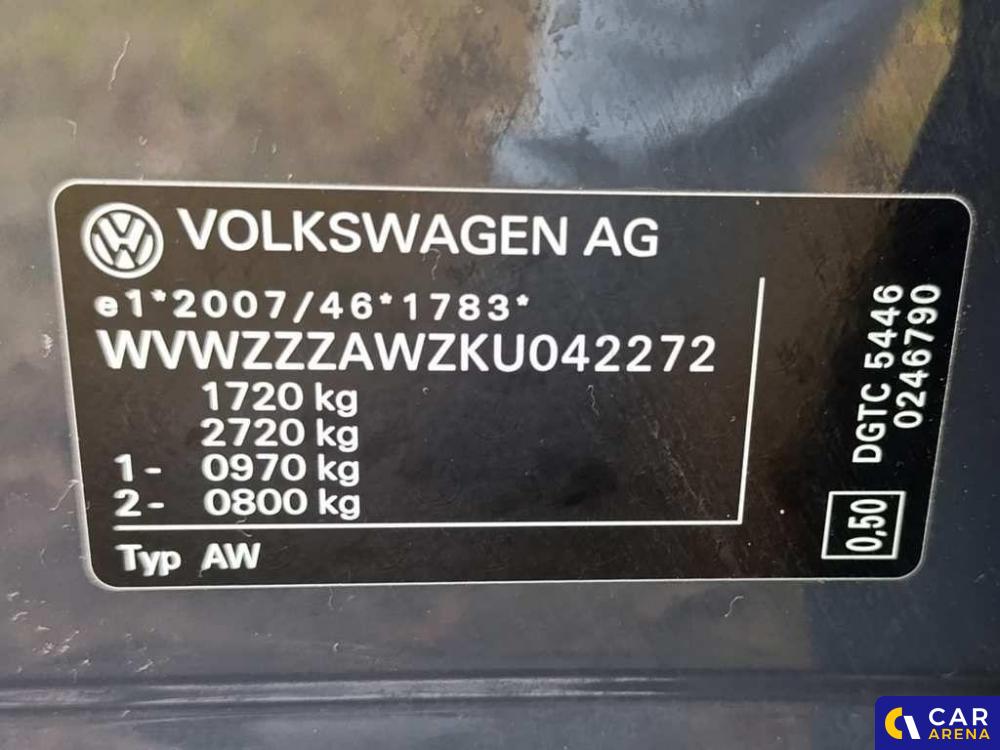 VOLKSWAGEN AG
e1*2007/46*1783*
WVWZZZAWZKU042272
1720 kg
2720 kg
1- 0970 kg
2- 0800 kg
Typ AW
DGTC 5446
0246790
0,50
CAR
ARENA